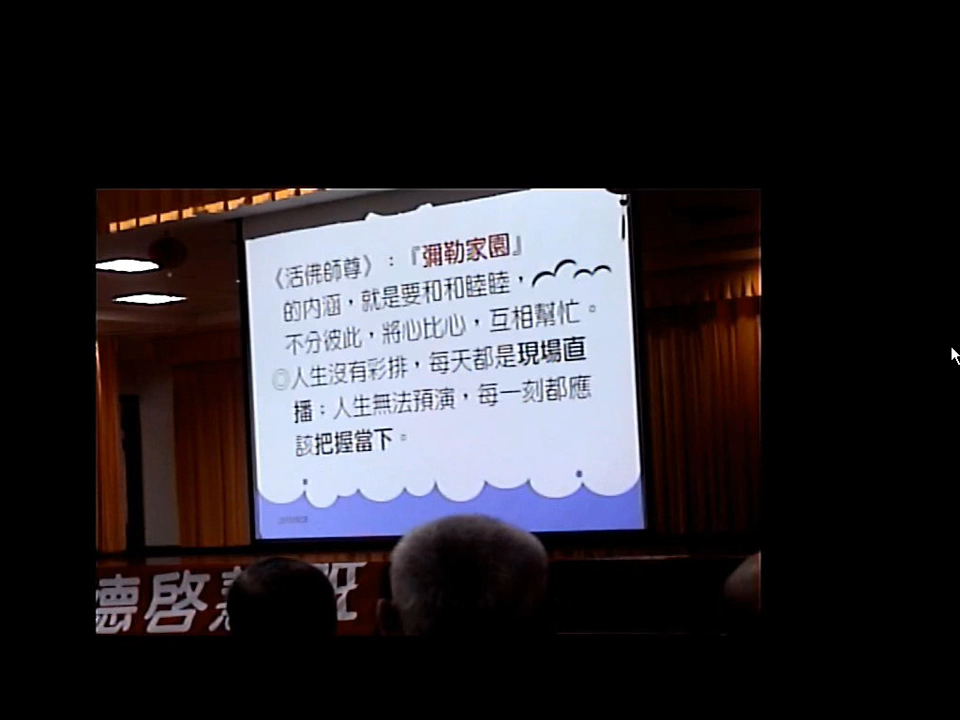 《活佛師尊》：『彌勒家園』
的內涵，就是要和和睦睦，
不分彼此，將心比心，互相幫忙。
◎人生沒有彩排，每天都是現場直
播；人生無法預演，每一刻都應
該把握當下。
德啓慧班